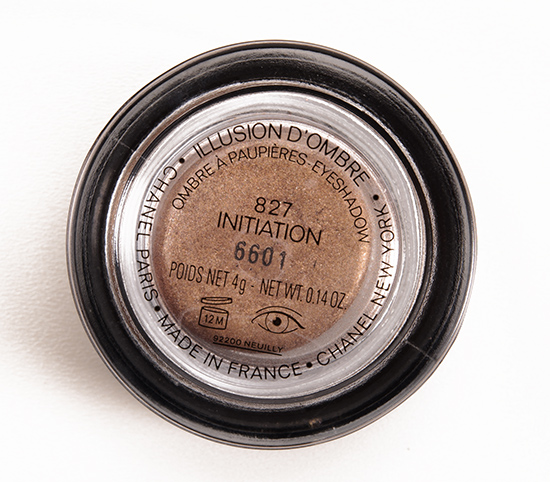 ILLUSION D'OMBRE • CHANEL NEW YORK • MADE IN FRANCE • CHANEL PARIS •
OMBRE À PAUPIÈRES-EYESHADOW
827
INITIATION
6601
POIDS NET 4g - NET WT. 0.14 OZ.
12 M
92200 NEUILLY